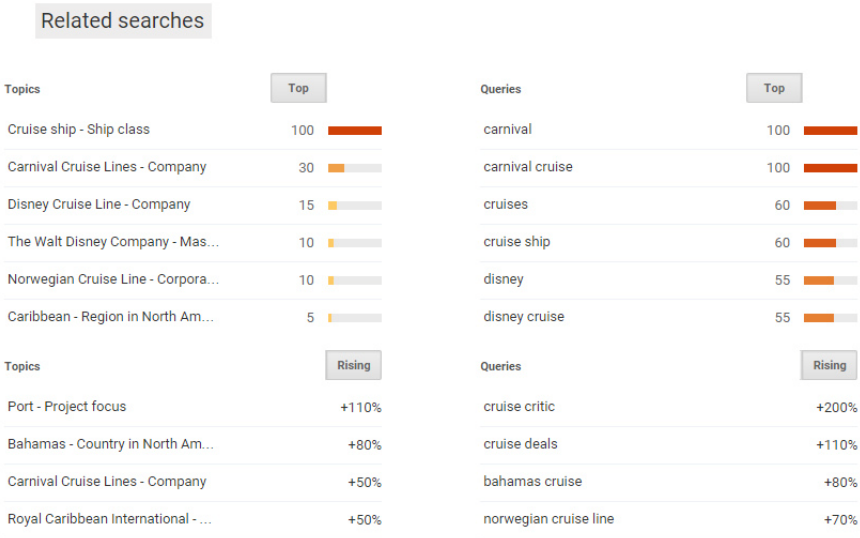 Related searches
Topics Top
Cruise ship - Ship class 100
Carnival Cruise Lines - Company 30
Disney Cruise Line - Company 15
The Walt Disney Company - Mas... 10
Norwegian Cruise Line - Corpora... 10
Caribbean - Region in North Am... 5
Queries Top
carnival 100
carnival cruise 100
cruises 60
cruise ship 60
disney 55
disney cruise 55
Topics Rising
Port - Project focus +110%
Bahamas - Country in North Am... +80%
Carnival Cruise Lines - Company +50%
Royal Caribbean International - ... +50%
Queries Rising
cruise critic +200%
cruise deals +110%
bahamas cruise +80%
norwegian cruise line +70%